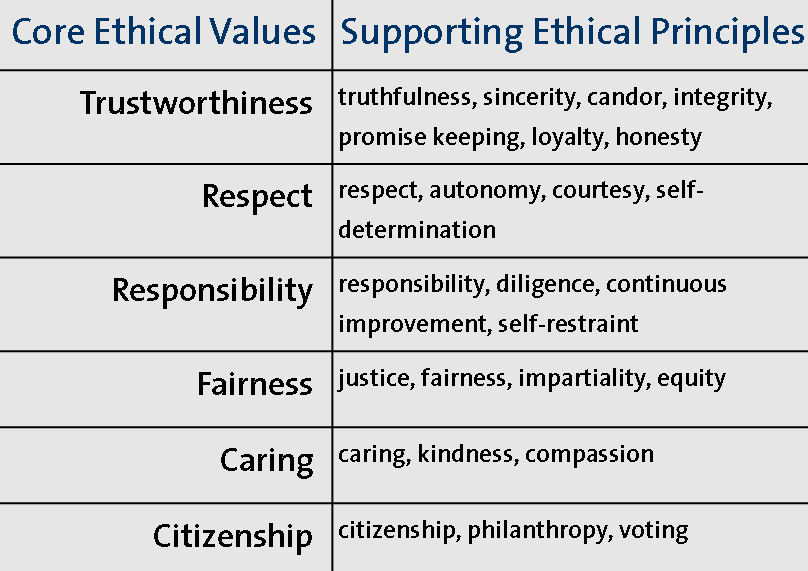 Core Ethical Values Supporting Ethical Principles
Trustworthiness truthfulness, sincerity, candor, integrity,
promise keeping, loyalty, honesty
Respect respect, autonomy, courtesy, self-
determination
Responsibility responsibility, diligence, continuous
improvement, self-restraint
Fairness justice, fairness, impartiality, equity
Caring caring, kindness, compassion
Citizenship citizenship, philanthropy, voting